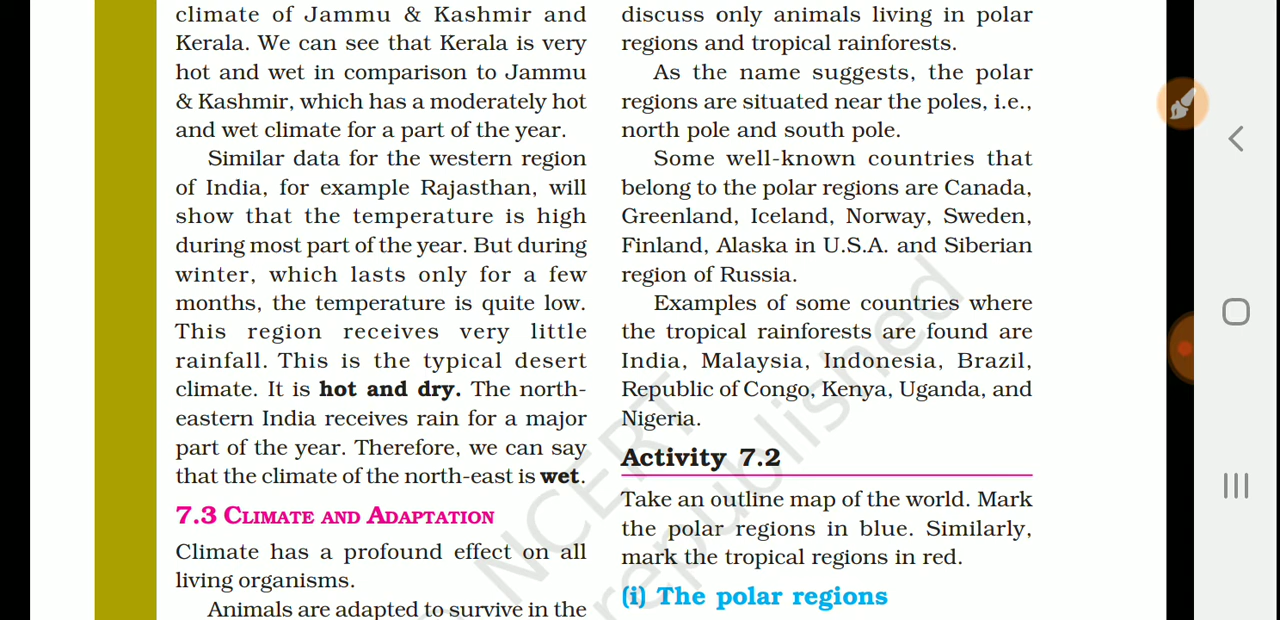 climate of Jammu & Kashmir and
Kerala. We can see that Kerala is very
hot and wet in comparison to Jammu
& Kashmir, which has a moderately hot
and wet climate for a part of the year.
Similar data for the western region
of India, for example Rajasthan, will
show that the temperature is high
during most part of the year. But during
winter, which lasts only for a few
months, the temperature is quite low.
This region receives very little
rainfall. This is the typical desert
climate. It is hot and dry. The north-
eastern India receives rain for a major
part of the year. Therefore, we can say
that the climate of the north-east is wet.
7.3 CLIMATE AND ADAPTATION
Climate has a profound effect on all
living organisms.
Animals are adapted to survive in the
discuss only animals living in polar
regions and tropical rainforests.
As the name suggests, the polar
regions are situated near the poles, i.e.,
north pole and south pole.
Some well-known countries that
belong to the polar regions are Canada,
Greenland, Iceland, Norway, Sweden,
Finland, Alaska in U.S.A. and Siberian
region of Russia.
Examples of some countries where
the tropical rainforests are found are
India, Malaysia, Indonesia, Brazil,
Republic of Congo, Kenya, Uganda, and
Nigeria.
Activity 7.2
Take an outline map of the world. Mark
the polar regions in blue. Similarly,
mark the tropical regions in red.
(i) The polar regions
NCERT
republished